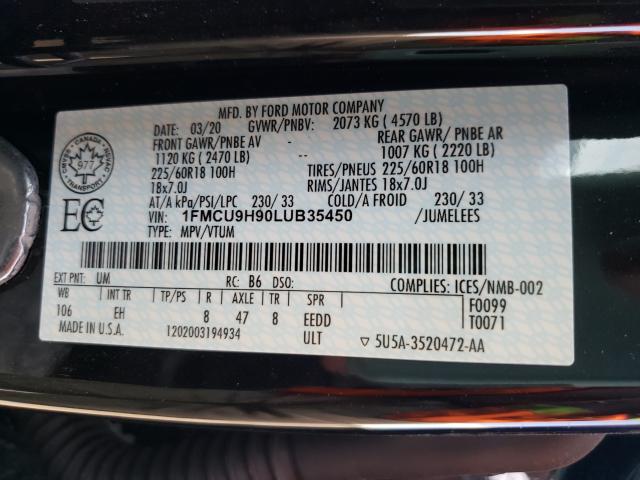 MFD. BY FORD MOTOR COMPANY
DATE: 03/20 GVWR/PNBV: 2073 KG ( 4570 LB)
FRONT GAWR/PNBE AV - REAR GAWR/ PNBE AR
1120 KG ( 2470 LB) - 1007 KG ( 2220 LB)
225/60R18 100H TIRES/PNEUS 225/60R18 100H
18x7.0J RIMS/JANTES 18x7.0J
AT/A kPa/PSI/LPC 230/ 33 COLD/A FROID 230/ 33
VIN: 1FMCU9H90LUB35450 /JUMELEES
TYPE: MPV/VTUM
CANADA
977
TRANSPORT
EC
EXT PNT: UM RC: B6 DSO: COMPLIES: ICES/NMB-002
WB INT TR TP/PS R AXLE TR SPR F0099
106 EH 8 47 8 EEDD T0071
MADE IN U.S.A. 1202003194934 ULT ▽ 5U5A-3520472-AA